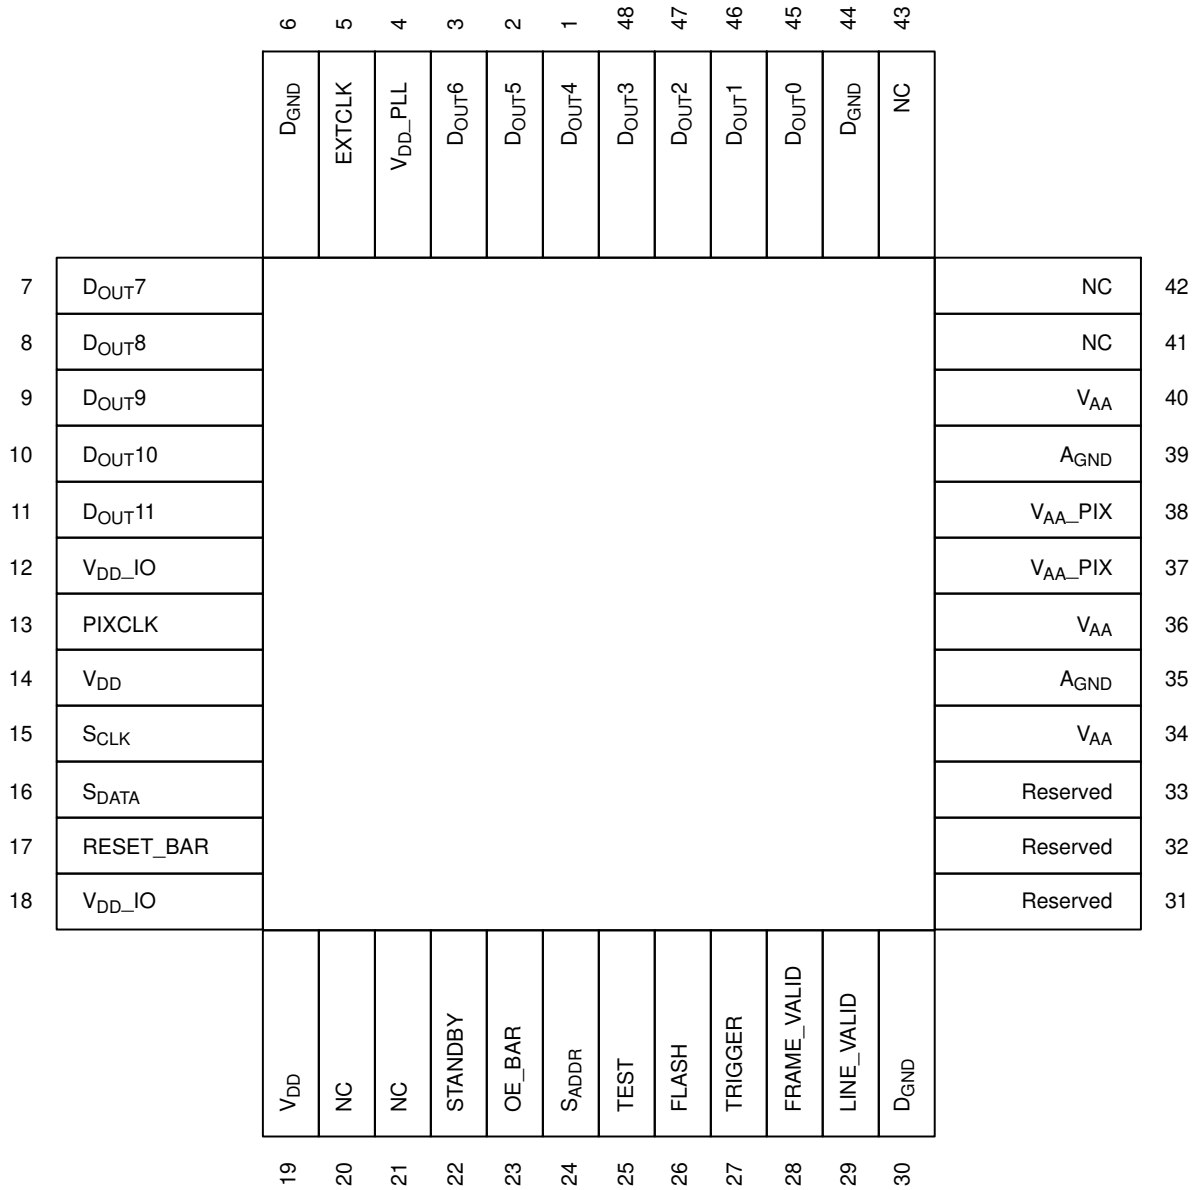 6 5 4 3 2 1 48 47 46 45 44 43
DGND
EXTCLK
VDD_PLL
DOUT6
DOUT5
DOUT4
DOUT3
DOUT2
DOUT1
DOUT0
DGND
NC
7 DOUT7 NC 42
8 DOUT8 NC 41
9 DOUT9 VAA 40
10 DOUT10 AGND 39
11 DOUT11 VAA_PIX 38
12 VDD_IO VAA_PIX 37
13 PIXCLK VAA 36
14 VDD AGND 35
15 SCLK VAA 34
16 SDATA Reserved 33
17 RESET_BAR Reserved 32
18 VDD_IO Reserved 31
VDD
NC
NC
STANDBY
OE_BAR
SADDR
TEST
FLASH
TRIGGER
FRAME_VALID
LINE_VALID
DGND
19 20 21 22 23 24 25 26 27 28 29 30